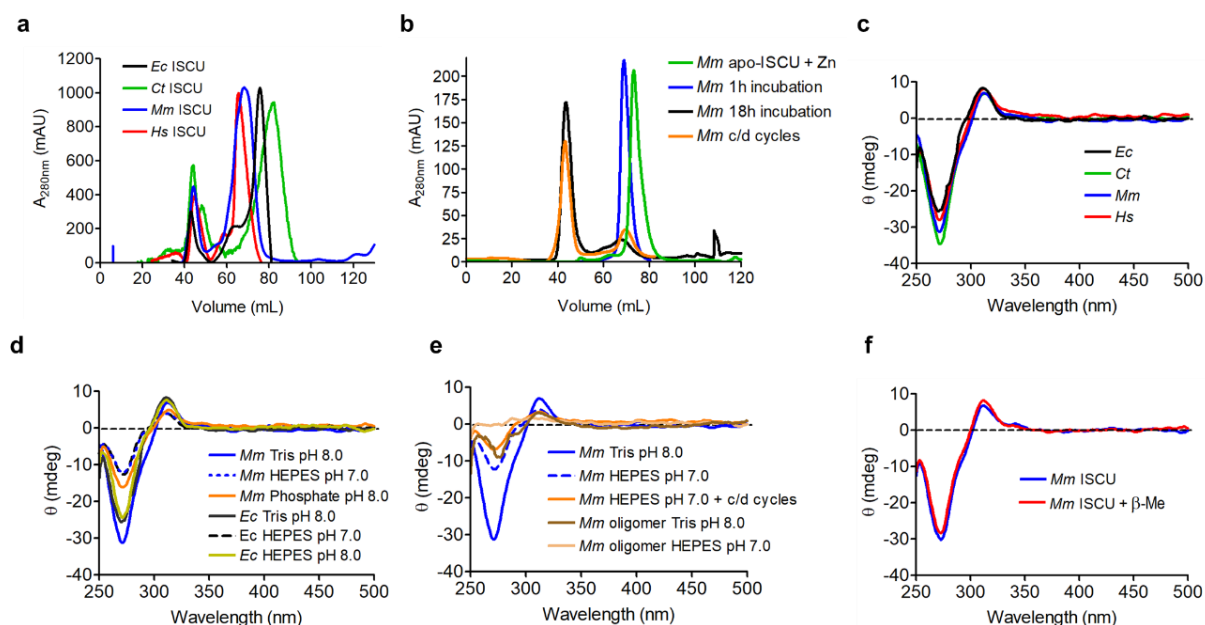 a
1200
1000
800
600
400
200
0
0 20 40 60 80 100 120
A280nm (mAU)
Volume (mL)
Ec ISCU
Ct ISCU
Mm ISCU
Hs ISCU
b
200
175
150
125
100
75
50
25
0
0 20 40 60 80 100 120
A280nm (mAU)
Volume (mL)
Mm apo-ISCU + Zn
Mm 1h incubation
Mm 18h incubation
Mm c/d cycles
c
10
0
-10
-20
-30
-40
250 300 350 400 450 500
θ (mdeg)
Wavelength (nm)
Ec
Ct
Mm
Hs
d
10
0
-10
-20
-30
-40
250 300 350 400 450 500
θ (mdeg)
Wavelength (nm)
Mm Tris pH 8.0
Mm HEPES pH 7.0
Mm Phosphate pH 8.0
Ec Tris pH 8.0
Ec HEPES pH 7.0
Ec HEPES pH 8.0
e
10
0
-10
-20
-30
-40
250 300 350 400 450 500
θ (mdeg)
Wavelength (nm)
Mm Tris pH 8.0
Mm HEPES pH 7.0
Mm HEPES pH 7.0 + c/d cycles
Mm oligomer Tris pH 8.0
Mm oligomer HEPES pH 7.0
f
10
0
-10
-20
-30
-40
250 300 350 400 450 500
θ (mdeg)
Wavelength (nm)
Mm ISCU
Mm ISCU + β-Me